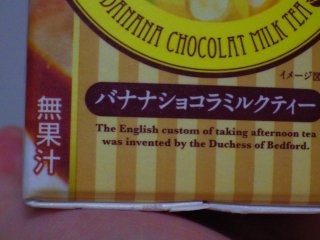 BANANA CHOCOLAT MILK TEA
イメージ図
バナナショコラミルクティー
The English custom of taking afternoon tea
was invented by the Duchess of Bedford.
無果汁